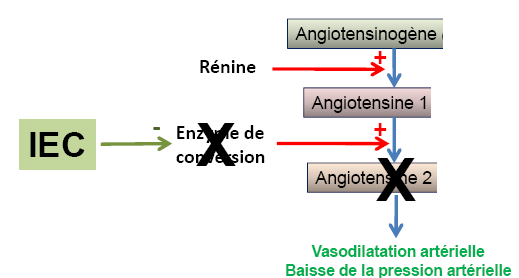 Angiotensinogène
+
Rénine
Angiotensine 1
IEC
-
Enzyme de
conversion
+
Angiotensine 2
Vasodilatation artérielle
Baisse de la pression artérielle